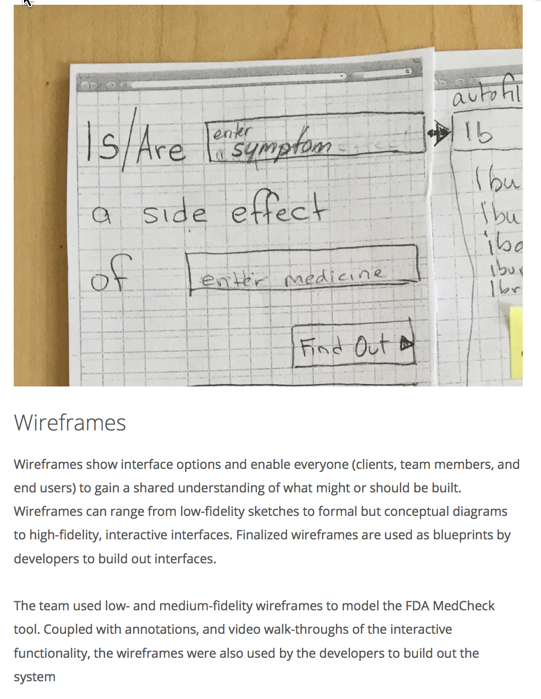 Is/Are
enter
symptom
a side effect
of
enter medicine
Find Out
Ib
Ibu
Ibu
Wireframes
Wireframes show interface options and enable everyone (clients, team members, and
end users) to gain a shared understanding of what might or should be built.
Wireframes can range from low-fidelity sketches to formal but conceptual diagrams
to high-fidelity, interactive interfaces. Finalized wireframes are used as blueprints by
developers to build out interfaces.
The team used low- and medium-fidelity wireframes to model the FDA MedCheck
tool. Coupled with annotations, and video walk-throughs of the interactive
functionality, the wireframes were also used by the developers to build out the
system